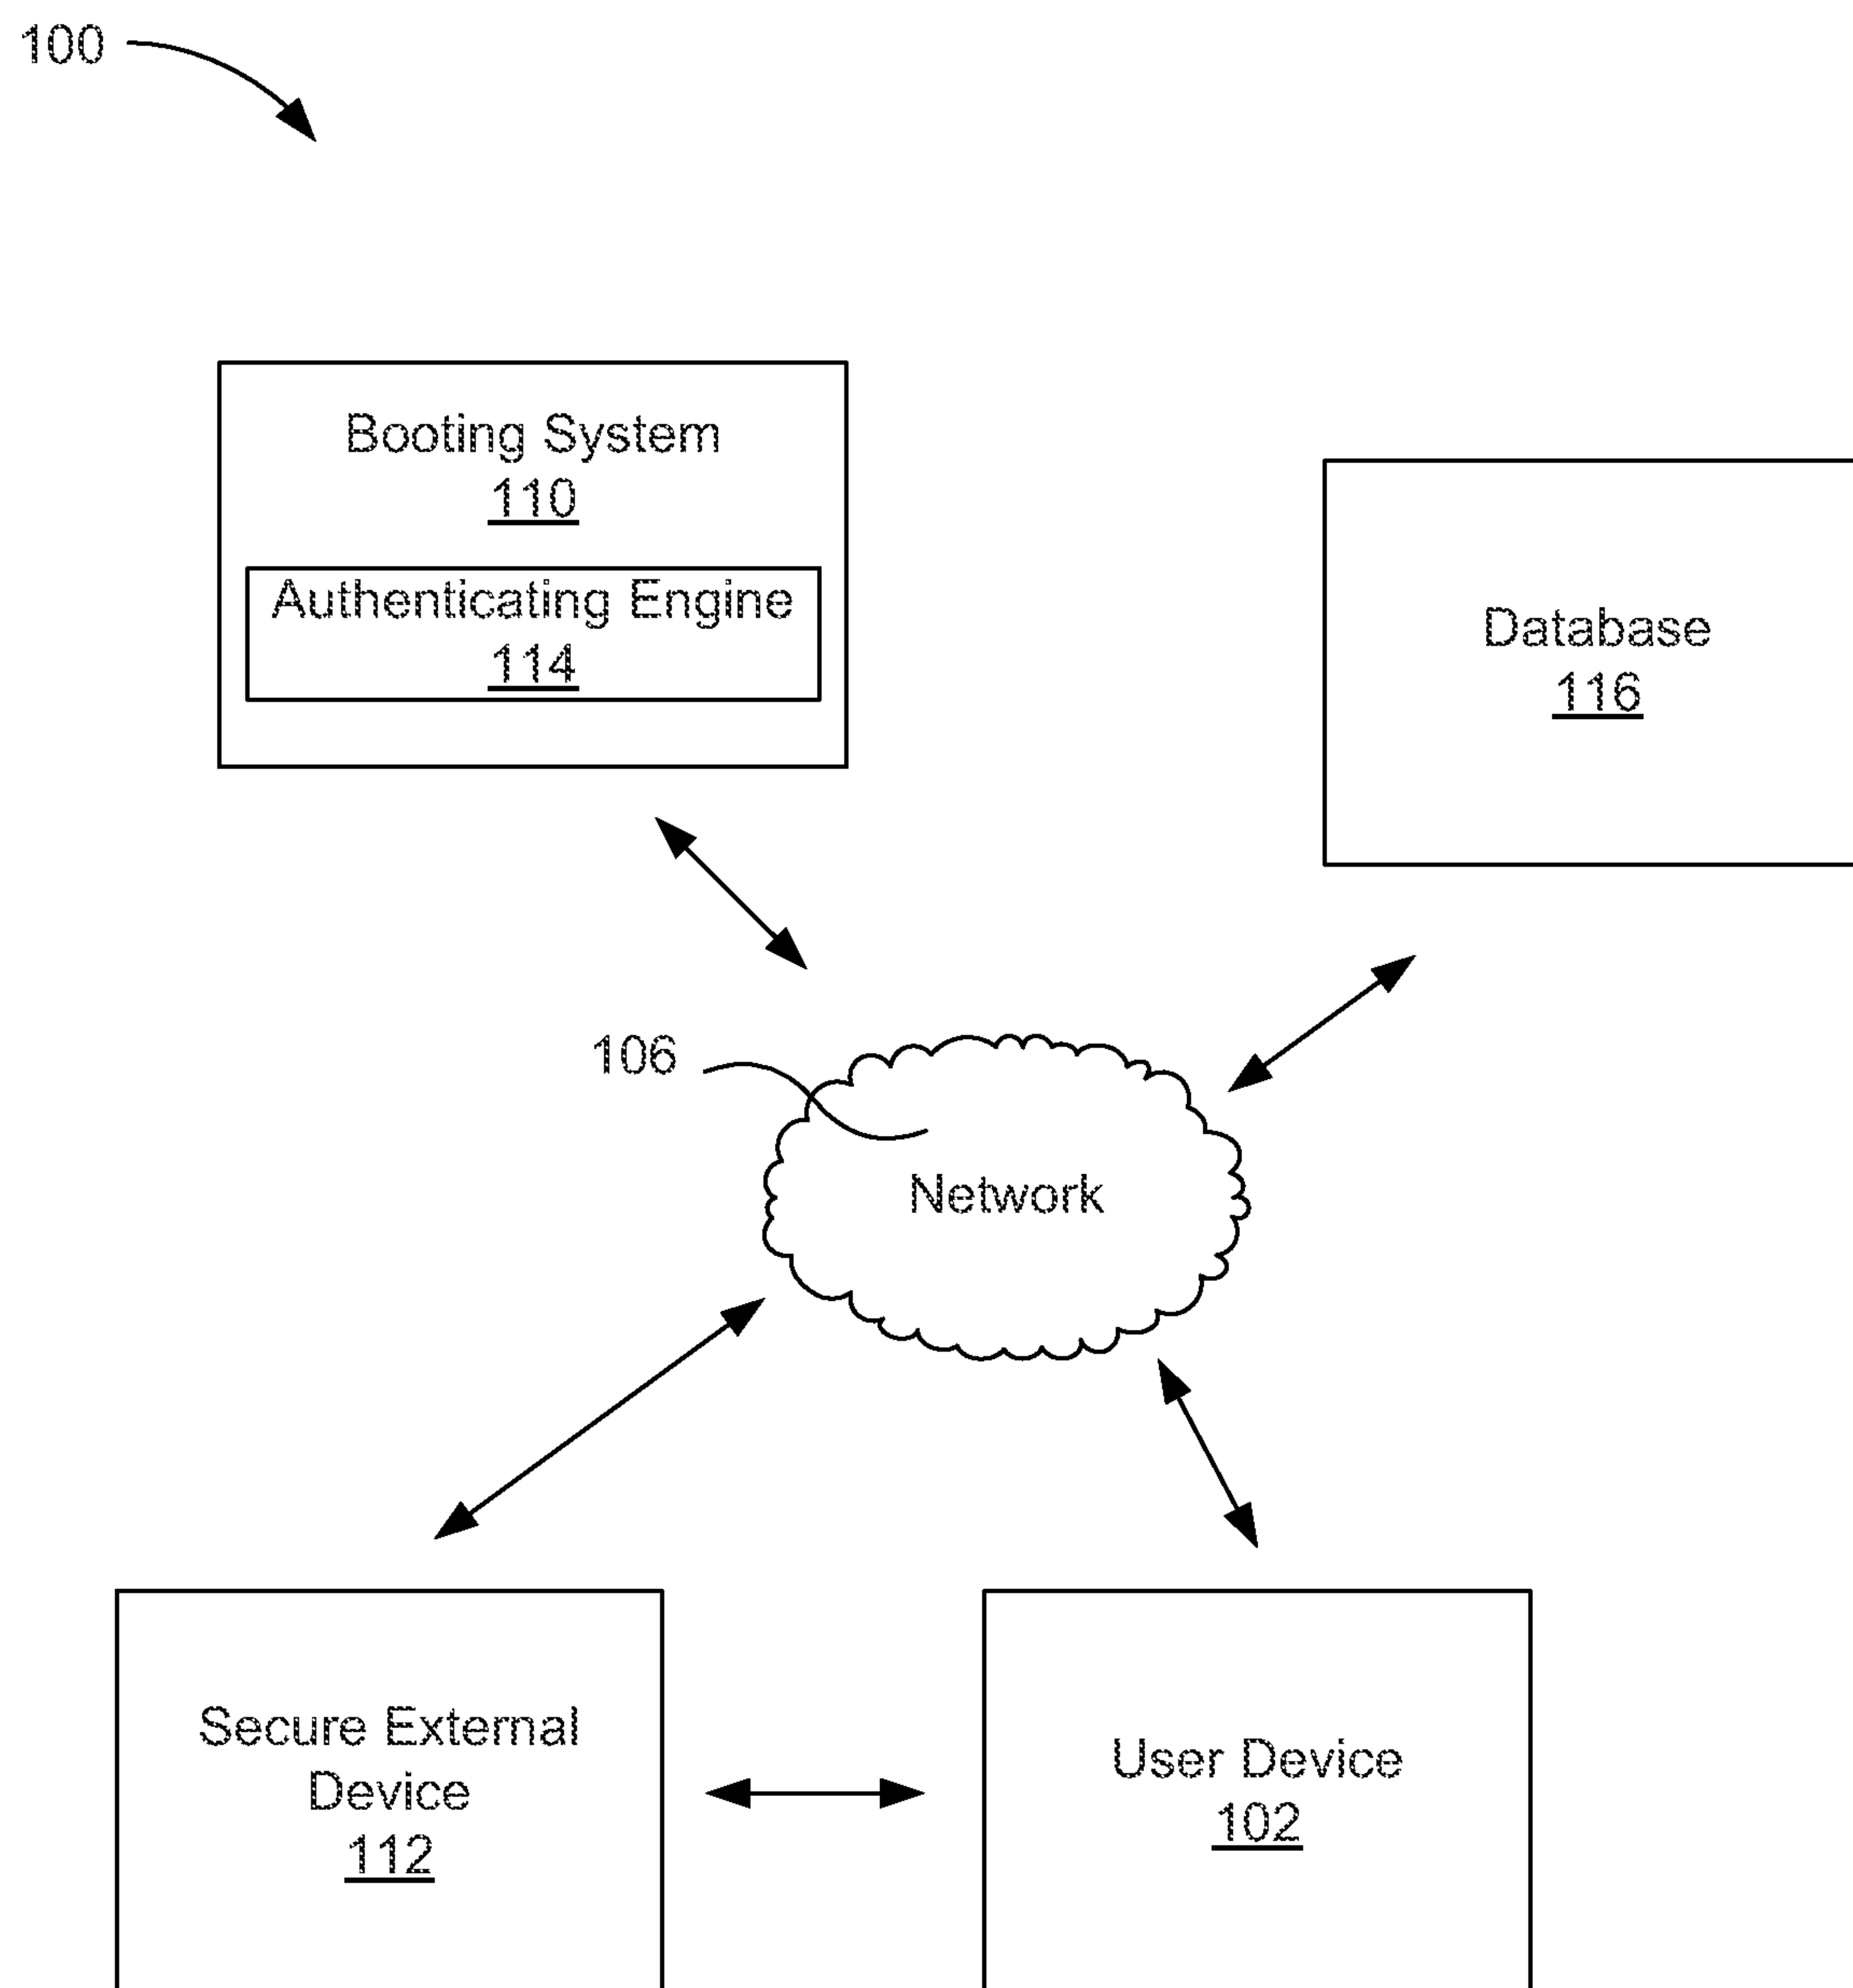 100
Booting System
110
Authenticating Engine
114
Database
116
106
Network
Secure External
Device
112
User Device
102